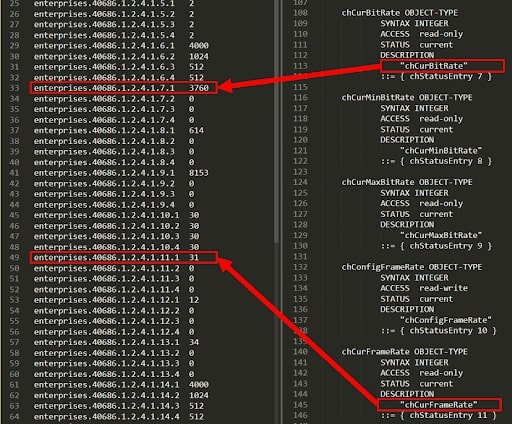 25 enterprises.40686.1.2.4.1.5.1 2
26 enterprises.40686.1.2.4.1.5.2 2
27 enterprises.40686.1.2.4.1.5.3 2
28 enterprises.40686.1.2.4.1.5.4 2
29 enterprises.40686.1.2.4.1.6.1 4000
30 enterprises.40686.1.2.4.1.6.2 1024
31 enterprises.40686.1.2.4.1.6.3 512
32 enterprises.40686.1.2.4.1.6.4 512
33 enterprises.40686.1.2.4.1.7.1 3760
34 enterprises.40686.1.2.4.1.7.2 0
35 enterprises.40686.1.2.4.1.7.3 0
36 enterprises.40686.1.2.4.1.7.4 0
37 enterprises.40686.1.2.4.1.8.1 614
38 enterprises.40686.1.2.4.1.8.2 0
39 enterprises.40686.1.2.4.1.8.3 0
40 enterprises.40686.1.2.4.1.8.4 0
41 enterprises.40686.1.2.4.1.9.1 8153
42 enterprises.40686.1.2.4.1.9.2 0
43 enterprises.40686.1.2.4.1.9.3 0
44 enterprises.40686.1.2.4.1.9.4 0
45 enterprises.40686.1.2.4.1.10.1 30
46 enterprises.40686.1.2.4.1.10.2 30
47 enterprises.40686.1.2.4.1.10.3 30
48 enterprises.40686.1.2.4.1.10.4 30
49 enterprises.40686.1.2.4.1.11.1 31
50 enterprises.40686.1.2.4.1.11.2 0
51 enterprises.40686.1.2.4.1.11.3 0
52 enterprises.40686.1.2.4.1.11.4 0
53 enterprises.40686.1.2.4.1.12.1 12
54 enterprises.40686.1.2.4.1.12.2 0
55 enterprises.40686.1.2.4.1.12.3 0
56 enterprises.40686.1.2.4.1.12.4 0
57 enterprises.40686.1.2.4.1.13.1 34
58 enterprises.40686.1.2.4.1.13.2 0
59 enterprises.40686.1.2.4.1.13.3 0
60 enterprises.40686.1.2.4.1.13.4 0
61 enterprises.40686.1.2.4.1.14.1 4000
62 enterprises.40686.1.2.4.1.14.2 1024
63 enterprises.40686.1.2.4.1.14.3 512
64 enterprises.40686.1.2.4.1.14.4 512
107
108 chCurBitRate OBJECT-TYPE
109 SYNTAX INTEGER
110 ACCESS read-only
111 STATUS current
112 DESCRIPTION
113 "chCurBitRate"
114 ::= { chStatusEntry 7 }
115
116 chCurMinBitRate OBJECT-TYPE
117 SYNTAX INTEGER
118 ACCESS read-only
119 STATUS current
120 DESCRIPTION
121 "chCurMinBitRate"
122 ::= { chStatusEntry 8 }
123
124 chCurMaxBitRate OBJECT-TYPE
125 SYNTAX INTEGER
126 ACCESS read-only
127 STATUS current
128 DESCRIPTION
129 "chCurMaxBitRate"
130 ::= { chStatusEntry 9 }
131
132 chConfigFrameRate OBJECT-TYPE
133 SYNTAX INTEGER
134 ACCESS read-write
135 STATUS current
136 DESCRIPTION
137 "chConfigFrameRate"
138 ::= { chStatusEntry 10 }
139
140 chCurFrameRate OBJECT-TYPE
141 SYNTAX INTEGER
142 ACCESS read-only
143 STATUS current
144 DESCRIPTION
145 "chCurFrameRate"
146 ::= { chStatusEntry 11 }